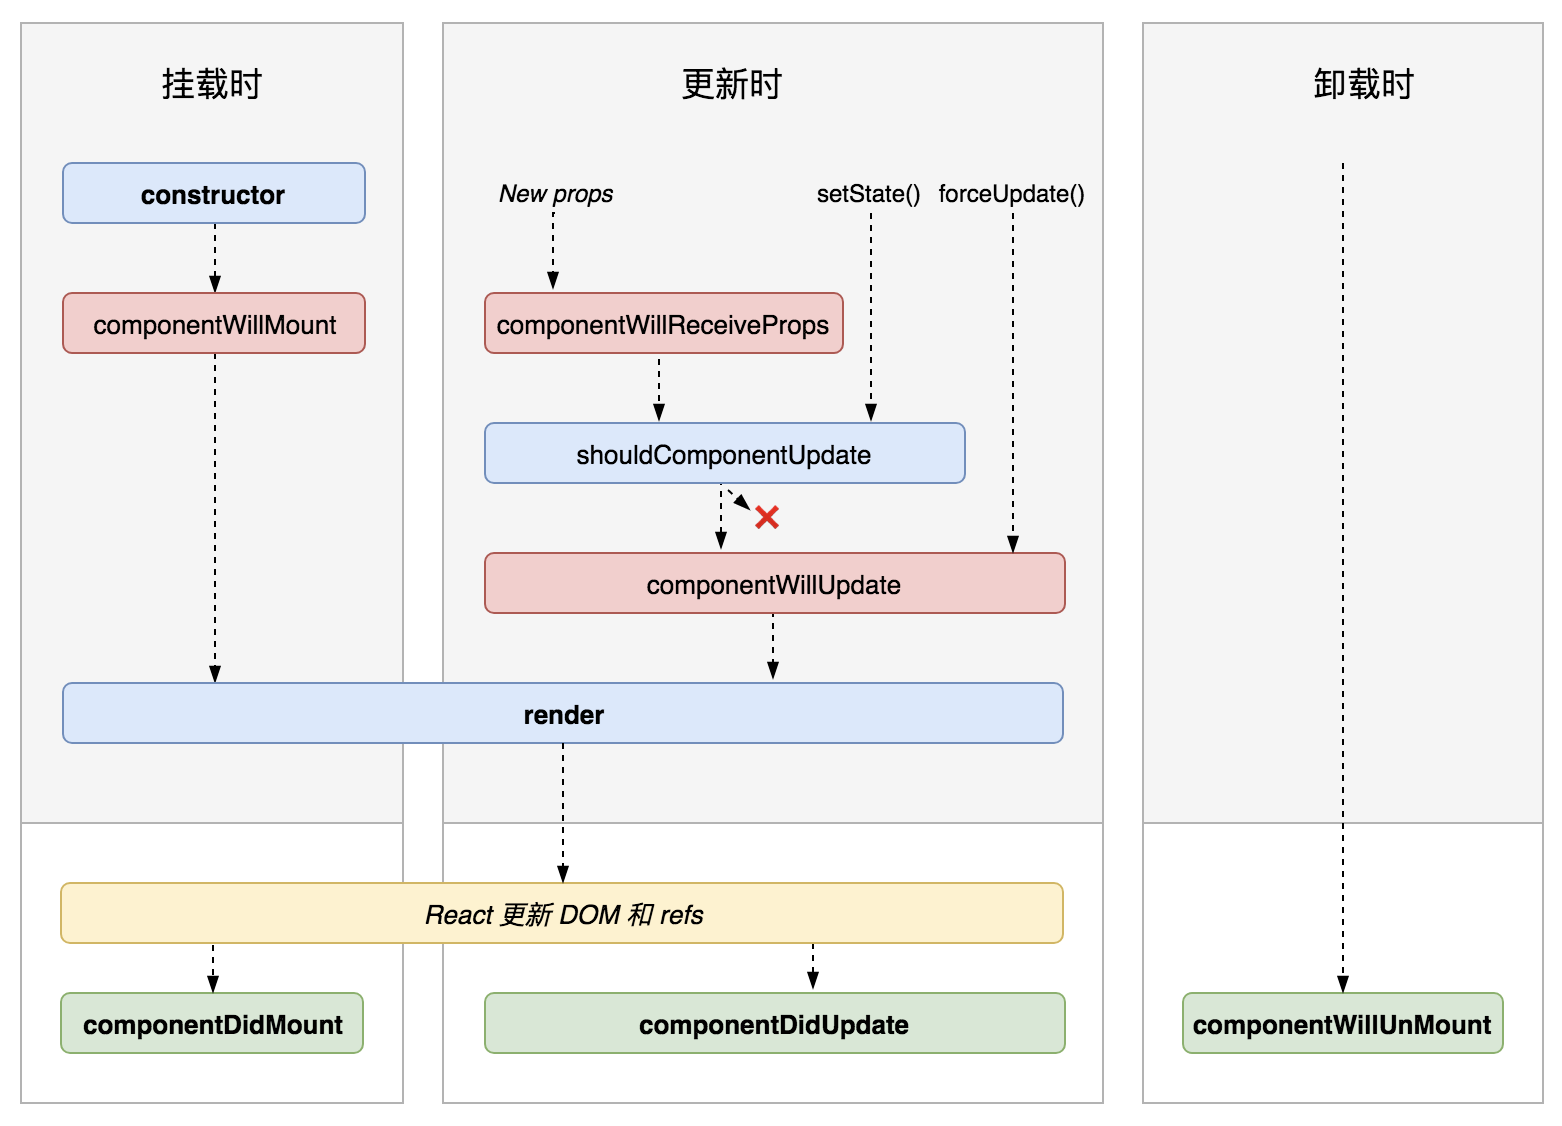 挂载时
更新时
卸载时
constructor
New props
setState()
forceUpdate()
componentWillMount
componentWillReceiveProps
shouldComponentUpdate
componentWillUpdate
render
React 更新 DOM 和 refs
componentDidMount
componentDidUpdate
componentWillUnMount